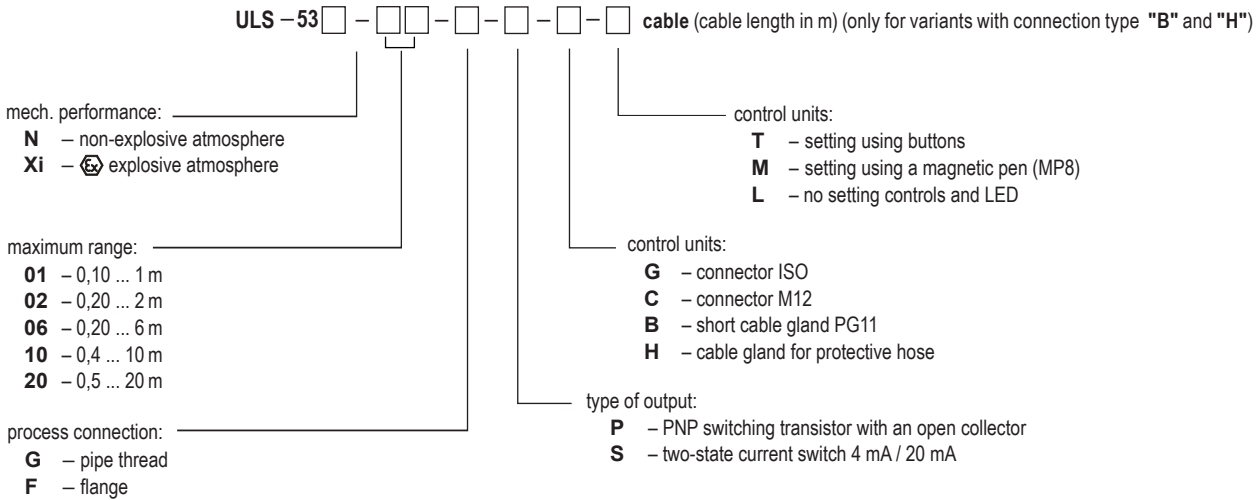 ULS – 53□ – □□ – □ – □ – □ – □ cable (cable length in m) (only for variants with connection type "B" and "H")
mech. performance:
N – non-explosive atmosphere
Xi – Ex explosive atmosphere
maximum range:
01 – 0,10 ... 1 m
02 – 0,20 ... 2 m
06 – 0,20 ... 6 m
10 – 0,4 ... 10 m
20 – 0,5 ... 20 m
process connection:
G – pipe thread
F – flange
control units:
T – setting using buttons
M – setting using a magnetic pen (MP8)
L – no setting controls and LED
control units:
G – connector ISO
C – connector M12
B – short cable gland PG11
H – cable gland for protective hose
type of output:
P – PNP switching transistor with an open collector
S – two-state current switch 4 mA / 20 mA